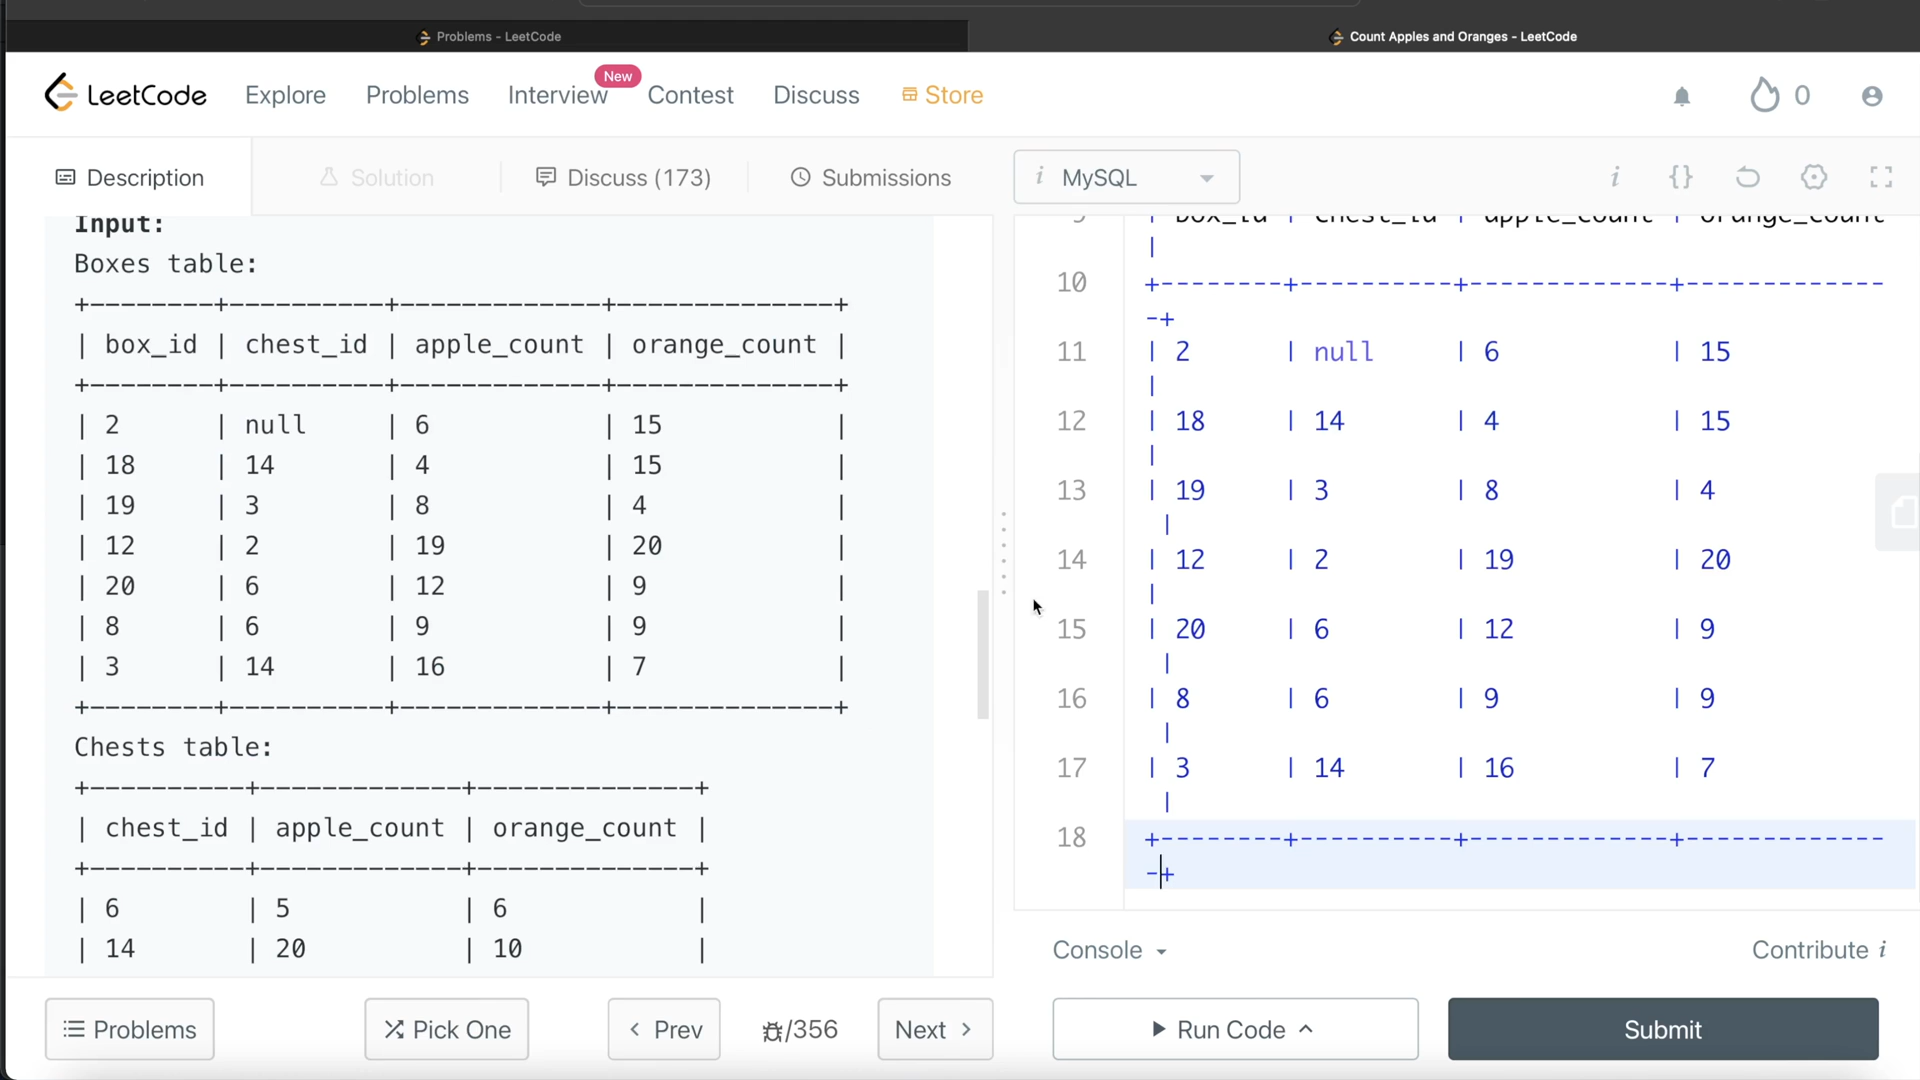 Problems - LeetCode
Count Apples and Oranges - LeetCode
LeetCode
Explore
Problems
Interview
New
Contest
Discuss
Store
0
Description
Solution
Discuss (173)
Submissions
i MySQL
i {}
Input:
Boxes table:
+--------+----------+-------------+--------------+
| box_id | chest_id | apple_count | orange_count |
+--------+----------+-------------+--------------+
| 2      | null     | 6           | 15           |
| 18     | 14       | 4           | 15           |
| 19     | 3        | 8           | 4            |
| 12     | 2        | 19          | 20           |
| 20     | 6        | 12          | 9            |
| 8      | 6        | 9           | 9            |
| 3      | 14       | 16          | 7            |
+--------+----------+-------------+--------------+
Chests table:
+----------+-------------+--------------+
| chest_id | apple_count | orange_count |
+----------+-------------+--------------+
| 6        | 5           | 6            |
| 14       | 20          | 10           |
9 | box_id | chest_id | apple_count | orange_count
|
10 +--------+----------+-------------+-------------
-+
11 | 2      | null     | 6           | 15
|
12 | 18     | 14       | 4           | 15
|
13 | 19     | 3        | 8           | 4
|
14 | 12     | 2        | 19          | 20
|
15 | 20     | 6        | 12          | 9
|
16 | 8      | 6        | 9           | 9
|
17 | 3      | 14       | 16          | 7
|
18 +--------+----------+-------------+-------------
-+
Console
Contribute i
Problems
Pick One
Prev
/356
Next
Run Code
Submit